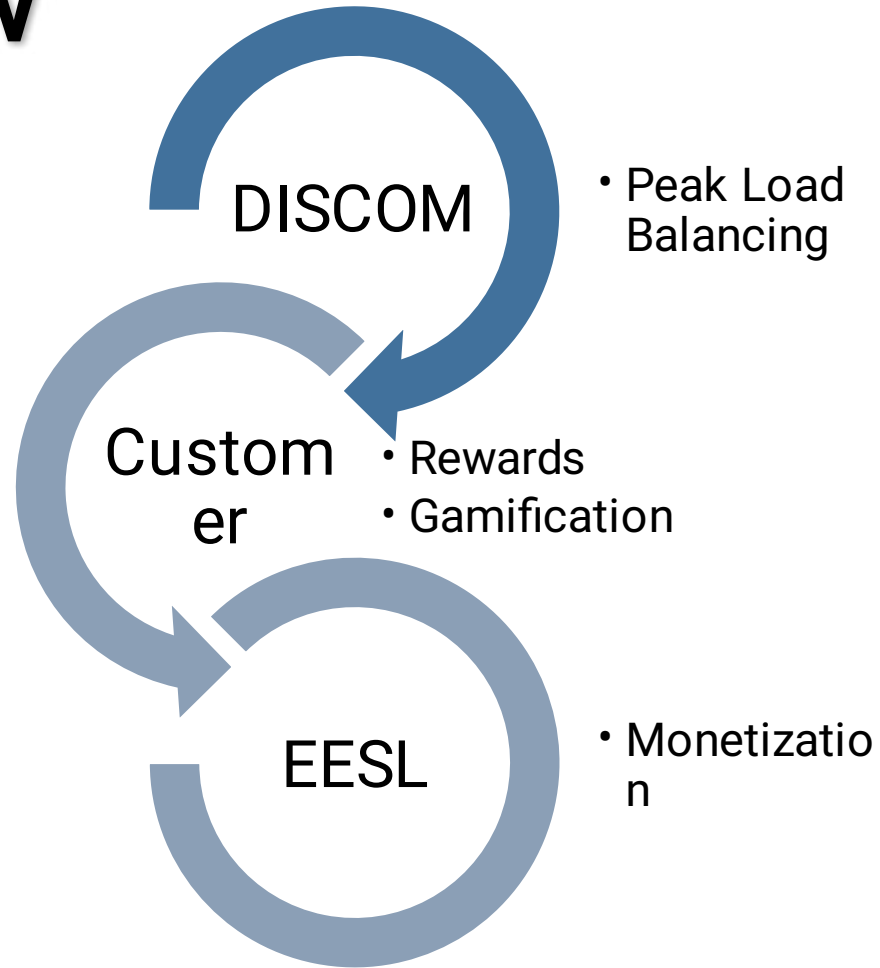 DISCOM
• Peak Load
Balancing
Custom
er
• Rewards
• Gamification
EESL
• Monetizatio
n